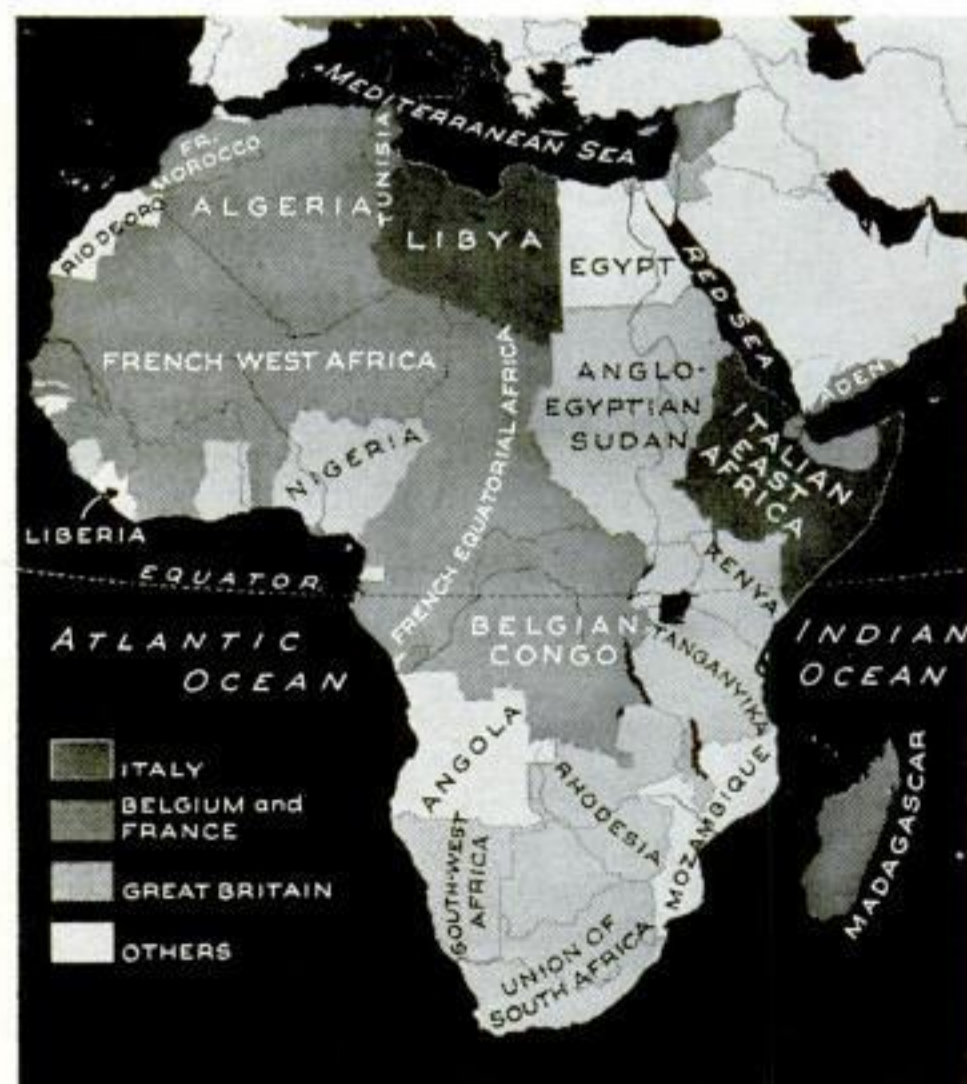 MEDITERRANEAN SEA
FR.
MOROCCO
TUNISIA
ALGERIA
RIO DE ORO
LIBYA
EGYPT
RED SEA
FRENCH WEST AFRICA
ANGLO-
EGYPTIAN
SUDAN
ADEN
ITALIAN
EAST
AFRICA
NIGERIA
FRENCH EQUATORIAL AFRICA
LIBERIA
EQUATOR
KENYA
ATLANTIC
OCEAN
BELGIAN
CONGO
TANGANYIKA
INDIAN
OCEAN
ANGOLA
RHODESIA
MOZAMBIQUE
MADAGASCAR
SOUTH-WEST
AFRICA
UNION OF
SOUTH AFRICA
ITALY
BELGIUM and
FRANCE
GREAT BRITAIN
OTHERS